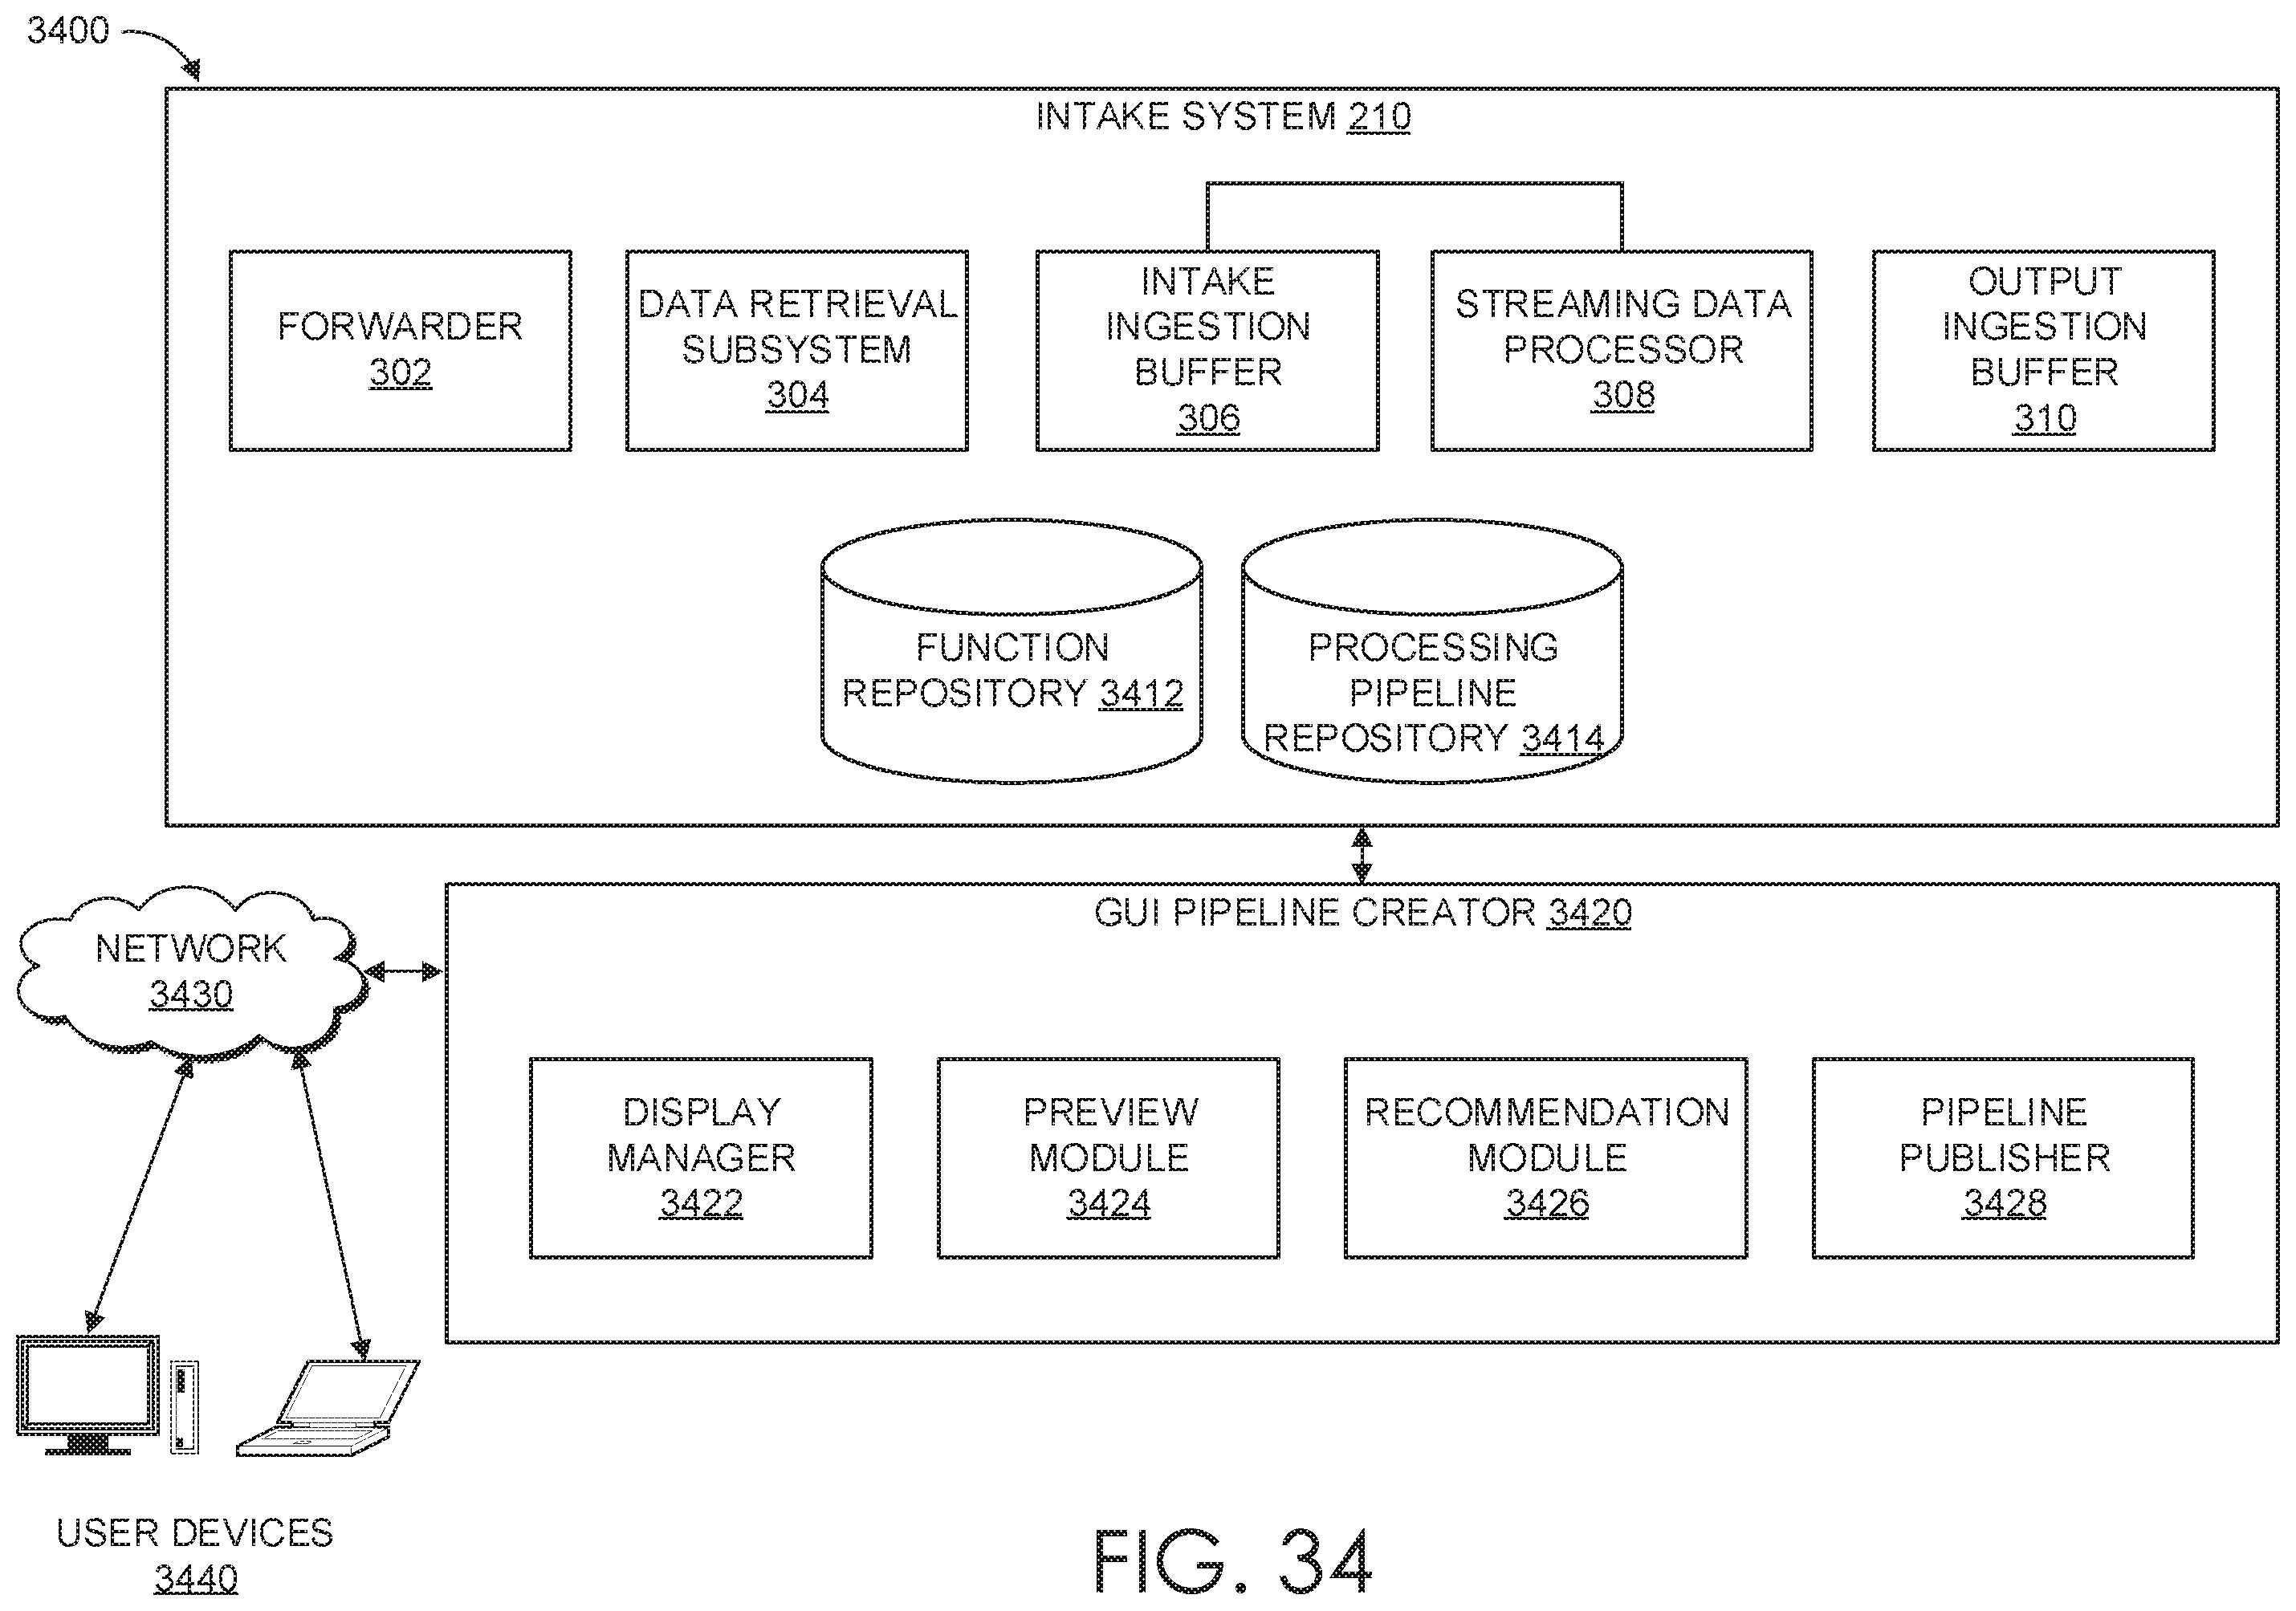 3400
INTAKE SYSTEM 210
FORWARDER
302
DATA RETRIEVAL
SUBSYSTEM
304
INTAKE
INGESTION
BUFFER
306
STREAMING DATA
PROCESSOR
308
OUTPUT
INGESTION
BUFFER
310
FUNCTION
REPOSITORY 3412
PROCESSING
PIPELINE
REPOSITORY 3414
NETWORK
3430
GUI PIPELINE CREATOR 3420
DISPLAY
MANAGER
3422
PREVIEW
MODULE
3424
RECOMMENDATION
MODULE
3426
PIPELINE
PUBLISHER
3428
USER DEVICES
3440
FIG. 34